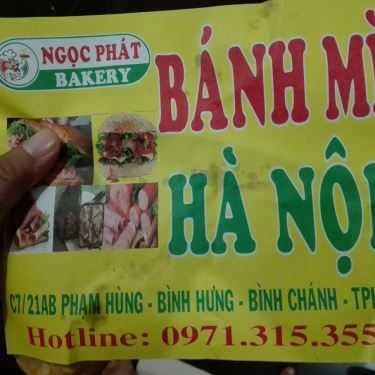 NGỌC PHÁT
BAKERY
BÁNH MÌ
HÀ NỘI
C7/21AB PHẠM HÙNG - BÌNH HƯNG - BÌNH CHÁNH - TP
Hotline: 0971.315.355